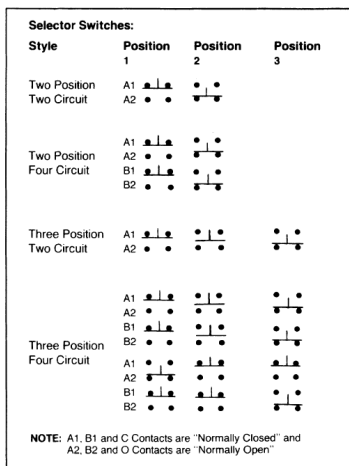 Selector Switches:
Style Position Position Position
1 2 3
Two Position A1
Two Circuit A2
A1
Two Position A2
Four Circuit B1
B2
Three Position A1
Two Circuit A2
A1
A2
B1
Three Position B2
Four Circuit A1
A2
B1
B2
NOTE: A1, B1 and C Contacts are "Normally Closed" and
A2, B2 and O Contacts are "Normally Open"